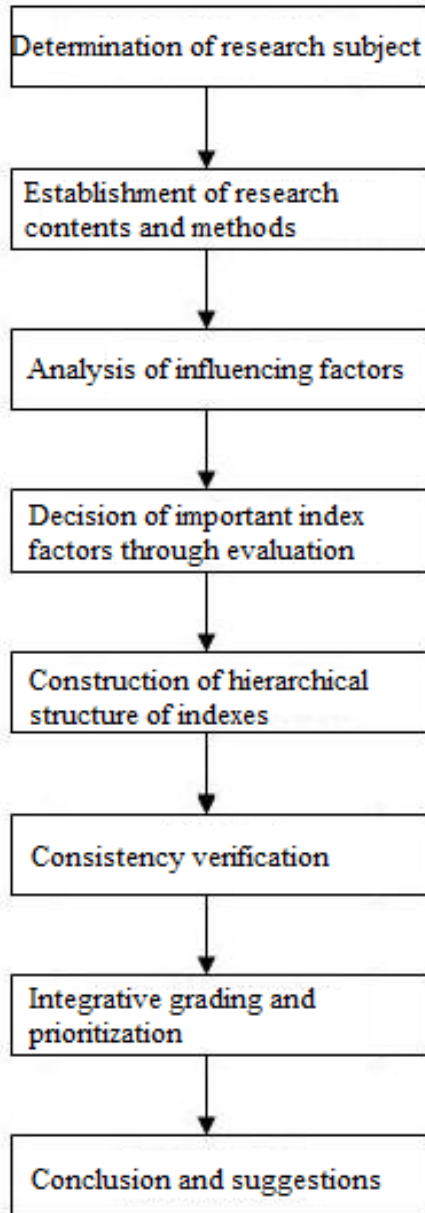 Determination of research subject
Establishment of research
contents and methods
Analysis of influencing factors
Decision of important index
factors through evaluation
Construction of hierarchical
structure of indexes
Consistency verification
Integrative grading and
prioritization
Conclusion and suggestions